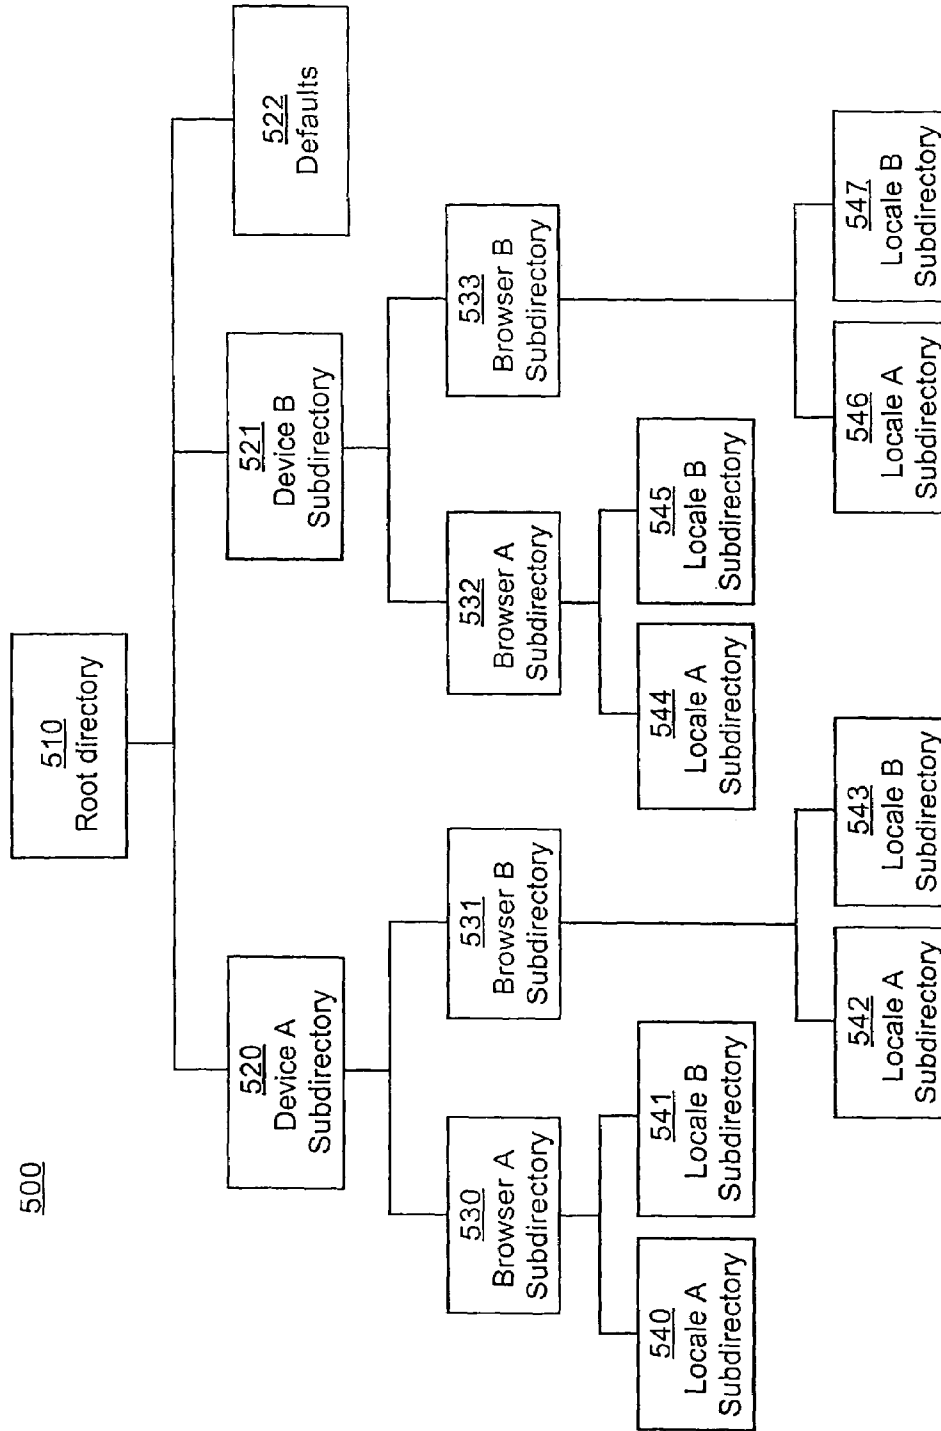 500
510
Root directory
520
Device A
Subdirectory
521
Device B
Subdirectory
522
Defaults
530
Browser A
Subdirectory
531
Browser B
Subdirectory
532
Browser A
Subdirectory
533
Browser B
Subdirectory
540
Locale A
Subdirectory
541
Locale B
Subdirectory
544
Locale A
Subdirectory
545
Locale B
Subdirectory
542
Locale A
Subdirectory
543
Locale B
Subdirectory
546
Locale A
Subdirectory
547
Locale B
Subdirectory